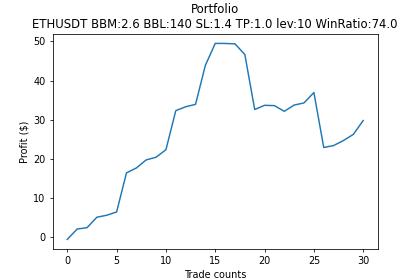 Portfolio
ETHUSDT BBM:2.6 BBL:140 SL:1.4 TP:1.0 lev:10 WinRatio:74.0
50
40
30
20
10
0
Profit ($)
0 5 10 15 20 25 30
Trade counts